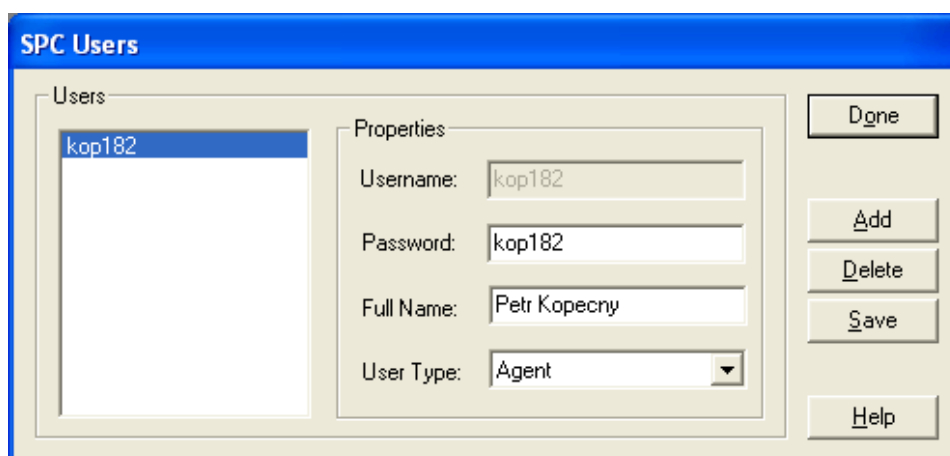 SPC Users
Users
kop182
Properties
Username: kop182
Password: kop182
Full Name: Petr Kopecny
User Type: Agent
Done
Add
Delete
Save
Help